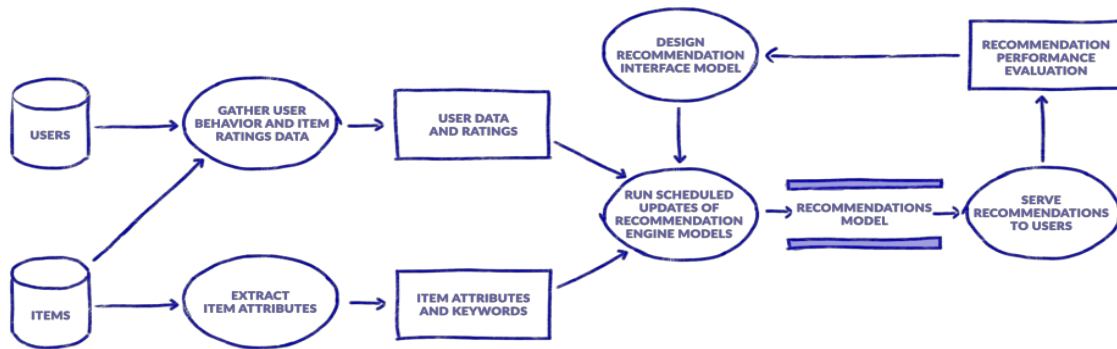 DESIGN
RECOMMENDATION
INTERFACE MODEL
RECOMMENDATION
PERFORMANCE
EVALUATION
USERS
GATHER USER
BEHAVIOR AND ITEM
RATINGS DATA
USER DATA
AND RATINGS
RUN SCHEDULED
UPDATES OF
RECOMMENDATION
ENGINE MODELS
RECOMMENDATIONS
MODEL
SERVE
RECOMMENDATIONS
TO USERS
ITEMS
EXTRACT
ITEM ATTRIBUTES
ITEM ATTRIBUTES
AND KEYWORDS